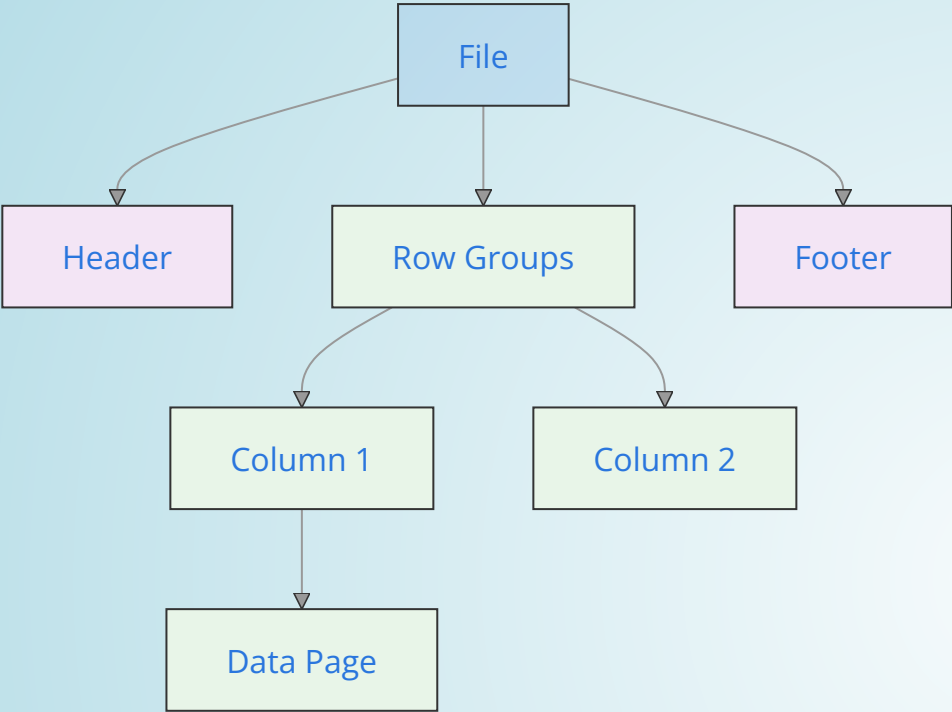 File
Header
Row Groups
Footer
Column 1
Column 2
Data Page